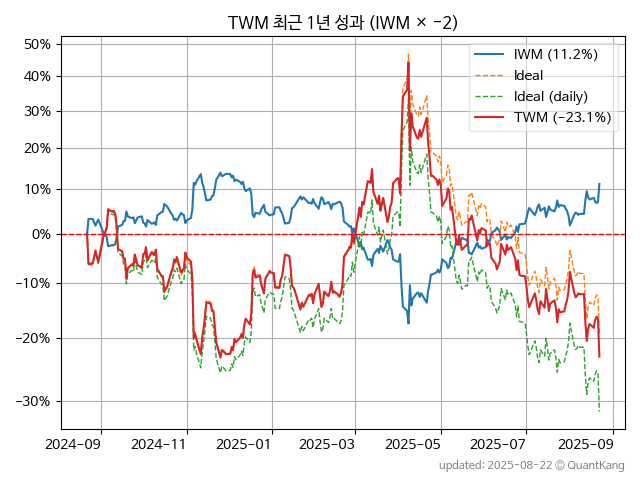 TWM 최근 1년 성과 (IWM × −2)
50%
40%
30%
20%
10%
0%
−10%
−20%
−30%
IWM (11.2%)
Ideal
Ideal (daily)
TWM (−23.1%)
2024-09 2024-11 2025-01 2025-03 2025-05 2025-07 2025-09
updated: 2025-08-22 © QuantKang